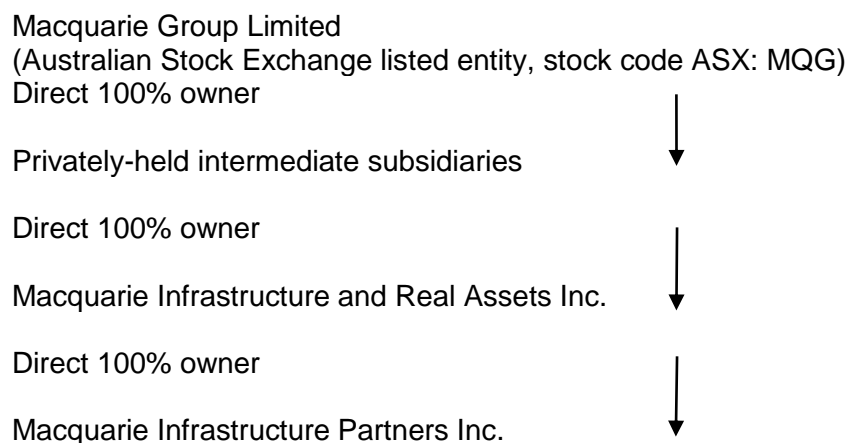 Macquarie Group Limited
(Australian Stock Exchange listed entity, stock code ASX: MQG)
Direct 100% owner
Privately-held intermediate subsidiaries
Direct 100% owner
Macquarie Infrastructure and Real Assets Inc.
Direct 100% owner
Macquarie Infrastructure Partners Inc.